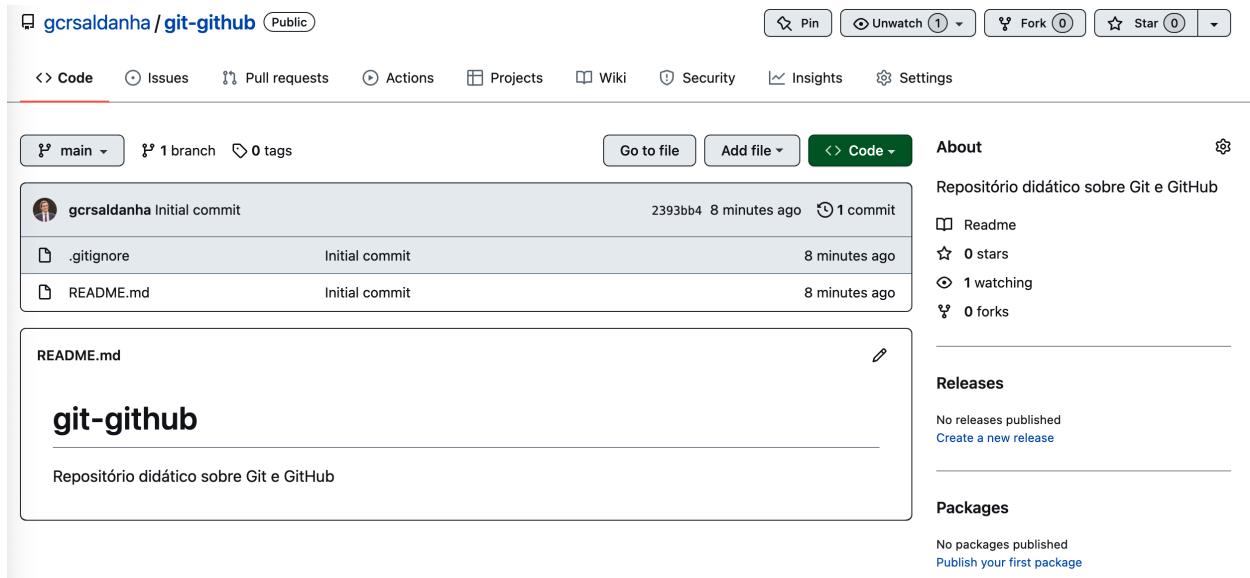 gcrsaldanha / git-github Public
Pin Unwatch 1 Fork 0 Star 0
<> Code Issues Pull requests Actions Projects Wiki Security Insights Settings
main 1 branch 0 tags Go to file Add file <> Code
gcrsaldanha Initial commit 2393bb4 8 minutes ago 1 commit
.gitignore Initial commit 8 minutes ago
README.md Initial commit 8 minutes ago
README.md
git-github
Repositório didático sobre Git e GitHub
About
Repositório didático sobre Git e GitHub
Readme
0 stars
1 watching
0 forks
Releases
No releases published
Create a new release
Packages
No packages published
Publish your first package